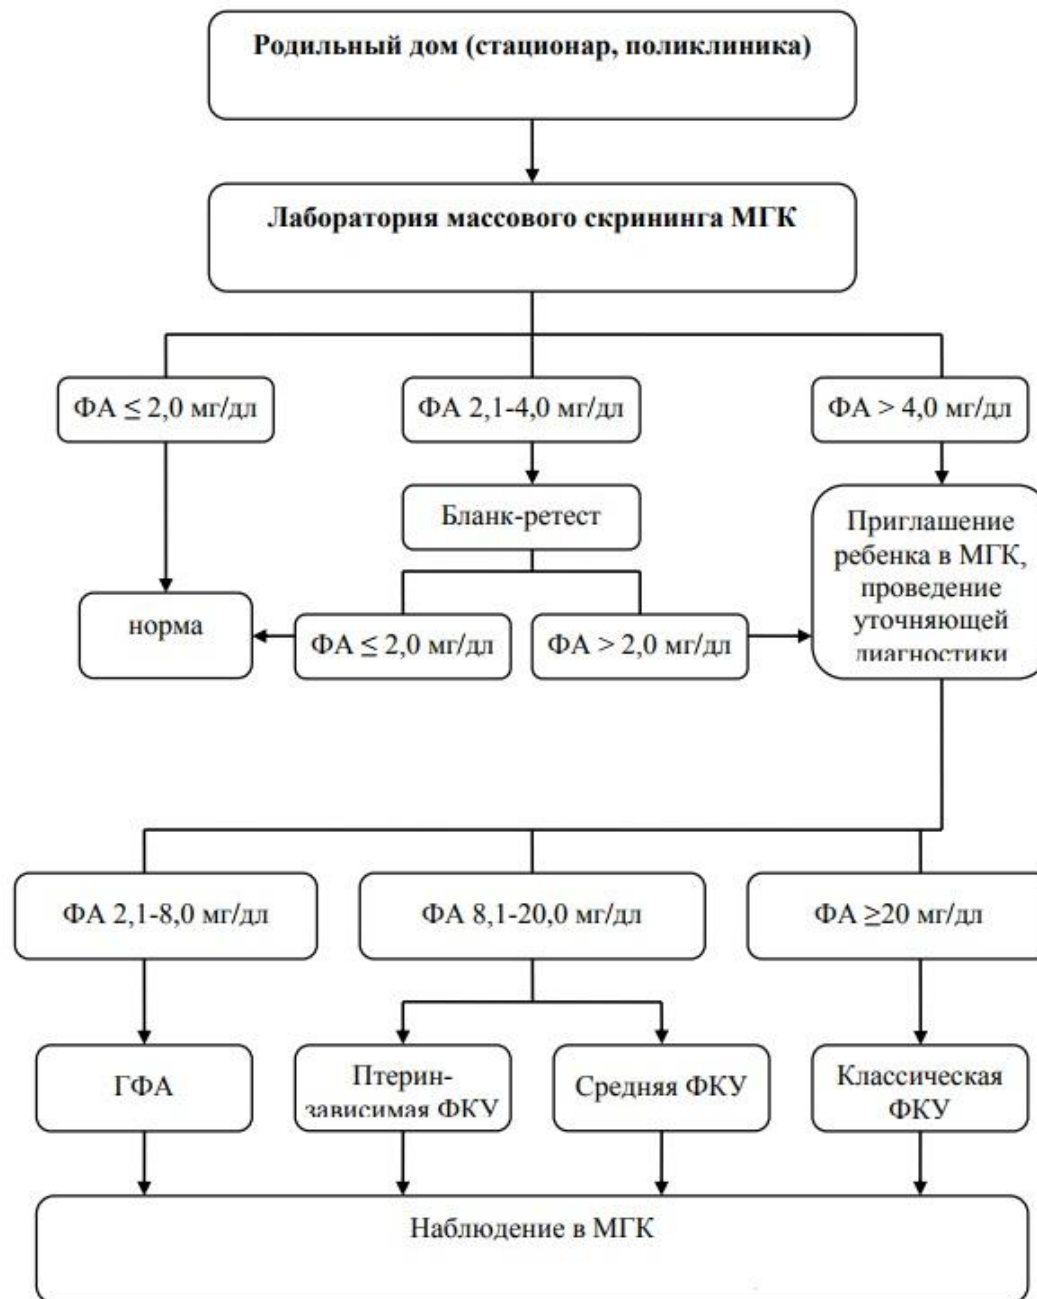 Родильный дом (стационар, поликлиника)
Лаборатория массового скрининга МГК
ФА ≤ 2,0 мг/дл
ФА 2,1-4,0 мг/дл
ФА > 4,0 мг/дл
Бланк-ретест
Приглашение
ребенка в МГК,
проведение
уточняющей
диагностики
норма
ФА ≤ 2,0 мг/дл
ФА > 2,0 мг/дл
ФА 2,1-8,0 мг/дл
ФА 8,1-20,0 мг/дл
ФА ≥20 мг/дл
ГФА
Птерин-
зависимая ФКУ
Средняя ФКУ
Классическая
ФКУ
Наблюдение в МГК